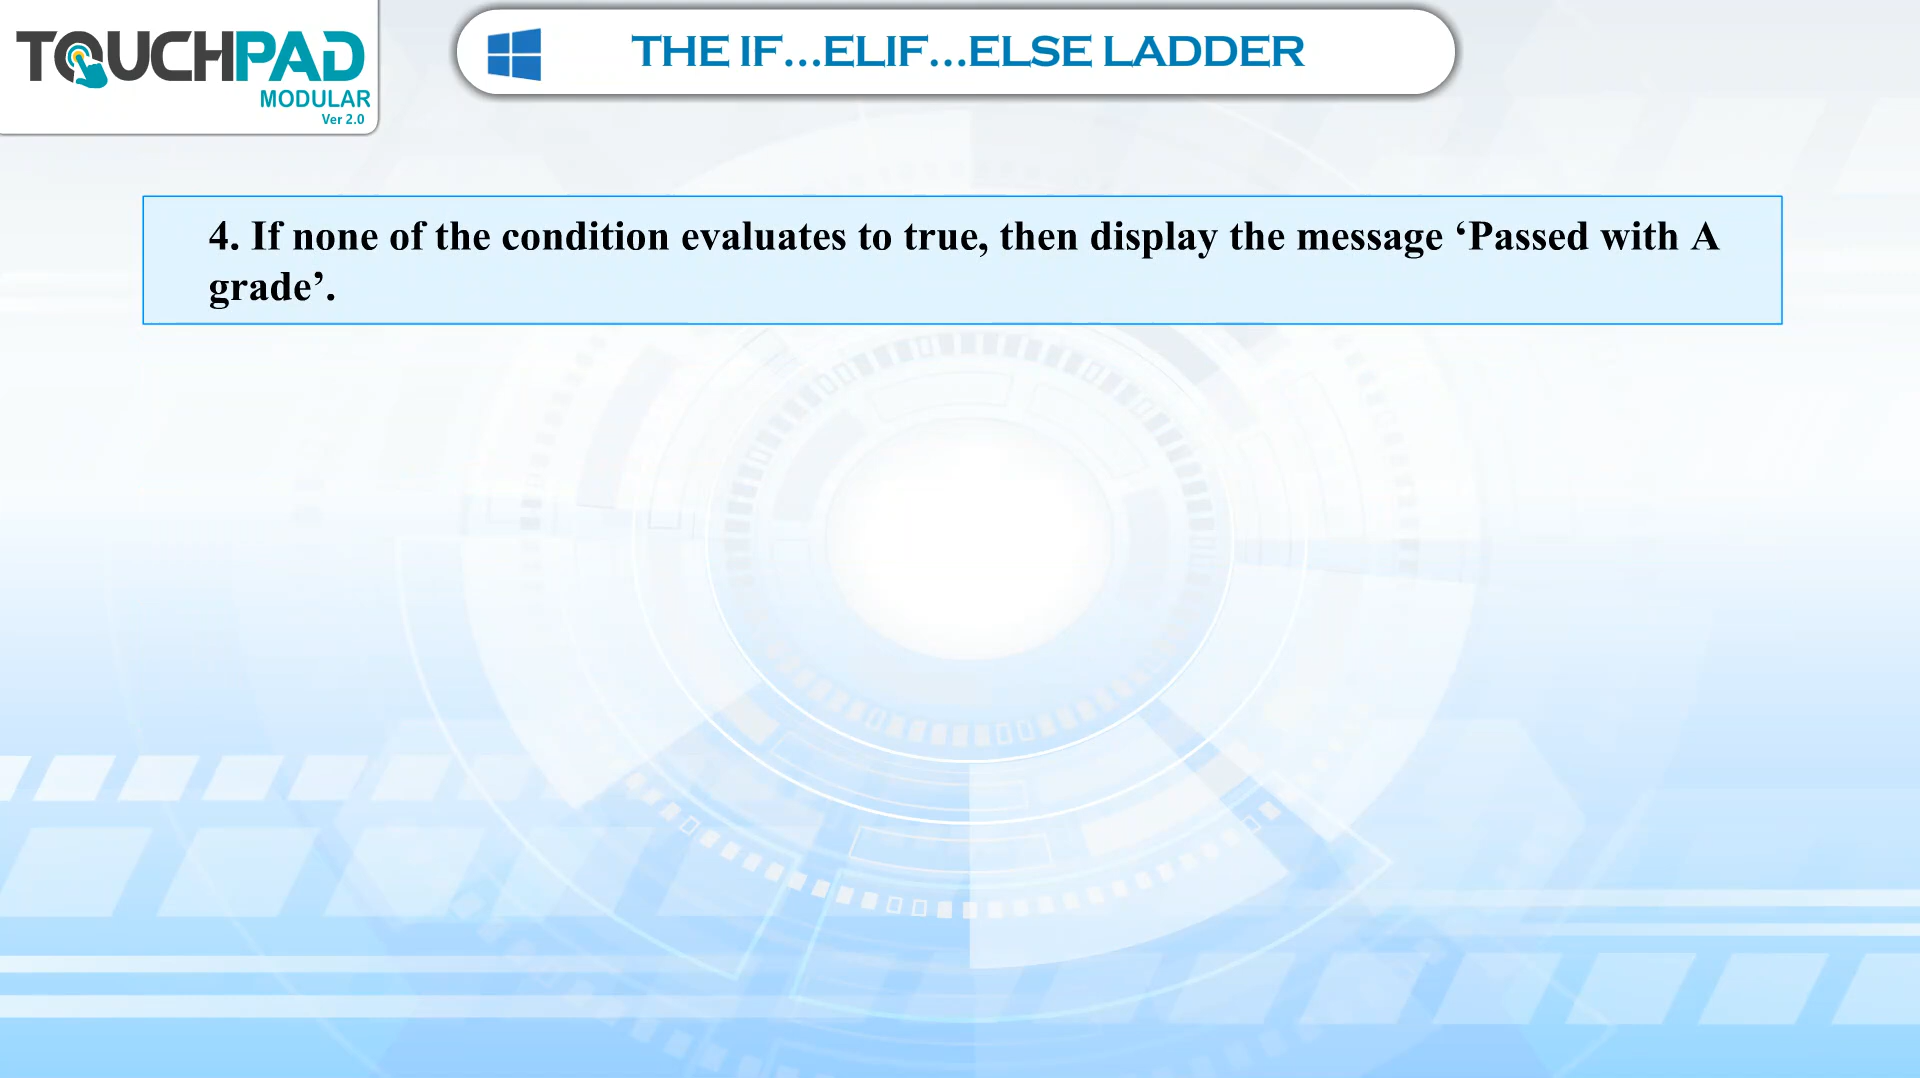 TOUCHPAD
MODULAR
Ver 2.0
THE IF...ELIF...ELSE LADDER
4. If none of the condition evaluates to true, then display the message ‘Passed with A
grade’.